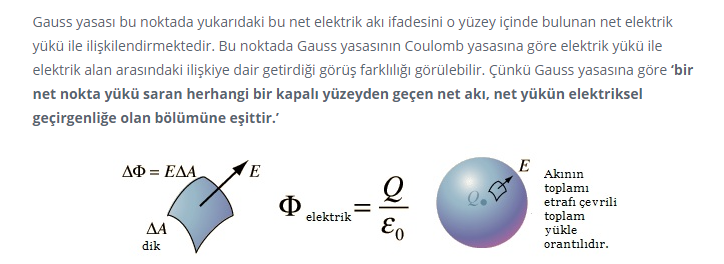 Gauss yasası bu noktada yukarıdaki bu net elektrik akı ifadesini o yüzey içinde bulunan net elektrik
yükü ile ilişkilendirmektedir. Bu noktada Gauss yasasının Coulomb yasasına göre elektrik yükü ile
elektrik alan arasındaki ilişkiye dair getirdiği görüş farklılığı görülebilir. Çünkü Gauss yasasına göre 'bir
net nokta yükü saran herhangi bir kapalı yüzeyden geçen net akı, net yükün elektriksel
geçirgenliğe olan bölümüne eşittir.'
ΔΦ = EΔA
E
ΔA
dik
Φ elektrik = Q / ε₀
E
Q
Akının
toplamı
etrafı çevrili
toplam
yükle
orantılıdır.